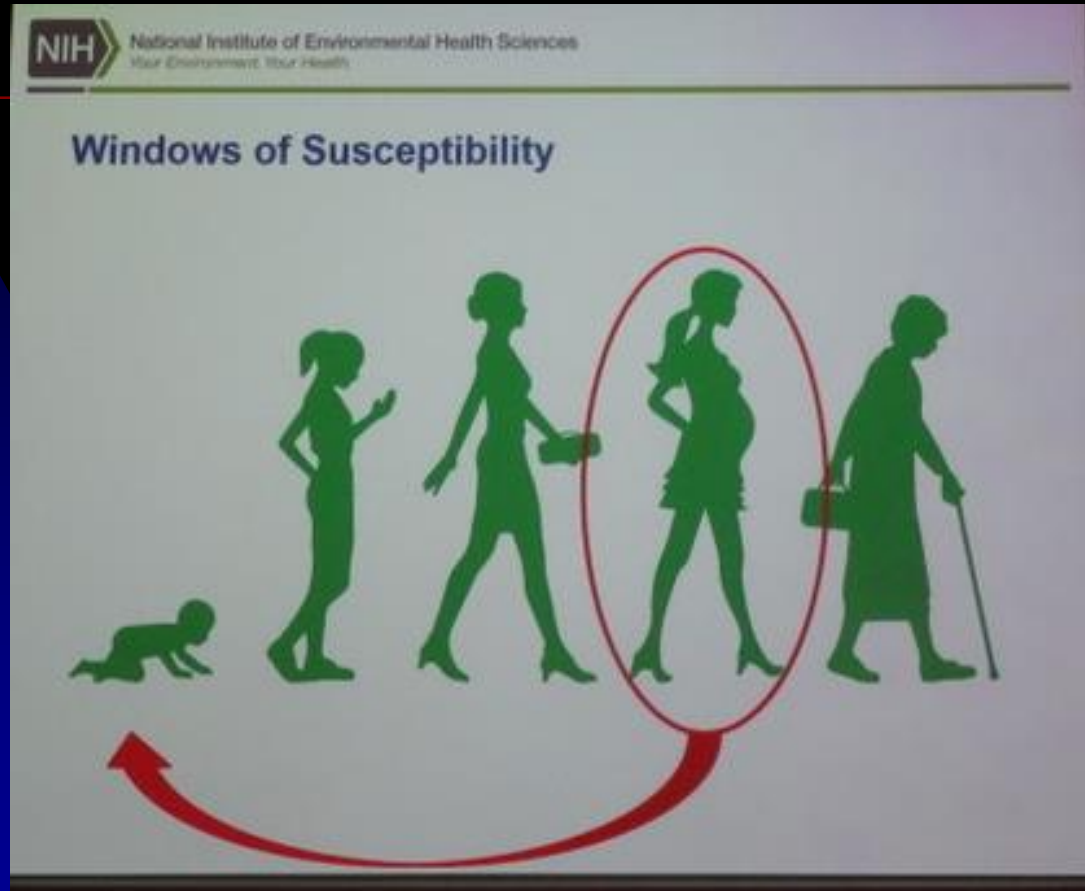 NIH
National Institute of Environmental Health Sciences
Your Environment. Your Health.
Windows of Susceptibility